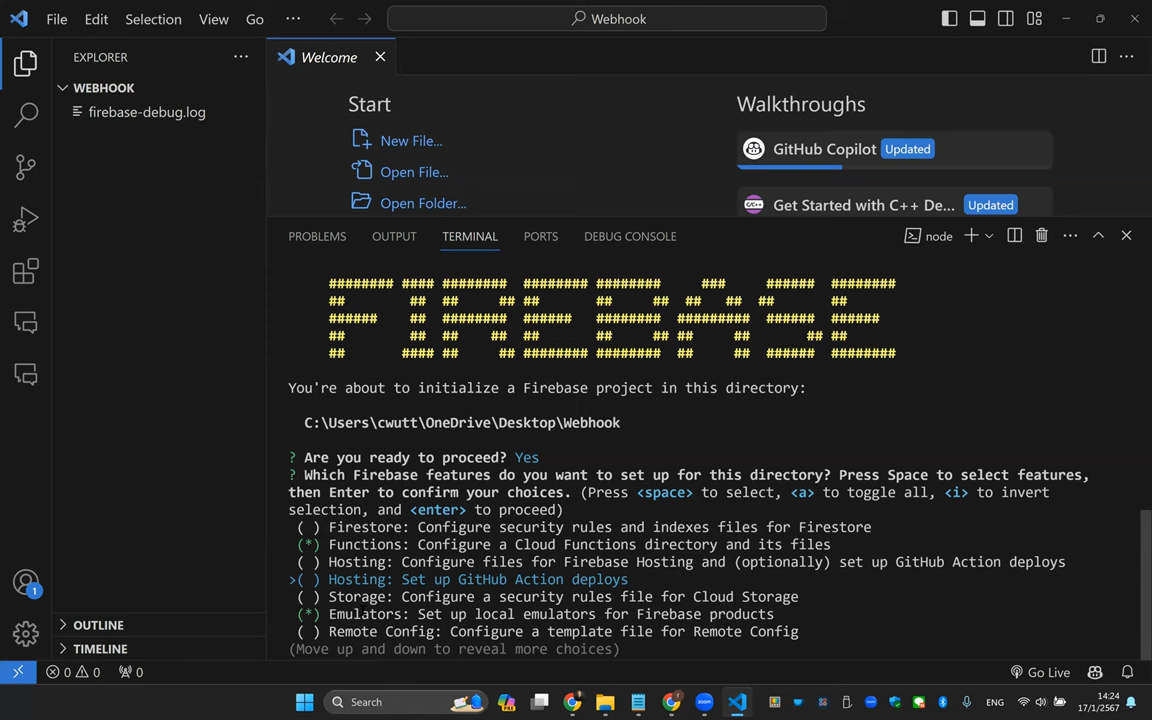 File Edit Selection View Go ··· Webhook
EXPLORER ···
WEBHOOK
firebase-debug.log
OUTLINE
TIMELINE
Welcome
Start
New File...
Open File...
Open Folder...
Walkthroughs
GitHub Copilot Updated
Get Started with C++ De... Updated
PROBLEMS OUTPUT TERMINAL PORTS DEBUG CONSOLE node
FIREBASE
You're about to initialize a Firebase project in this directory:
C:\Users\cwutt\OneDrive\Desktop\Webhook
? Are you ready to proceed? Yes
? Which Firebase features do you want to set up for this directory? Press Space to select features,
then Enter to confirm your choices. (Press <space> to select, <a> to toggle all, <i> to invert
selection, and <enter> to proceed)
( ) Firestore: Configure security rules and indexes files for Firestore
(*) Functions: Configure a Cloud Functions directory and its files
( ) Hosting: Configure files for Firebase Hosting and (optionally) set up GitHub Action deploys
>( ) Hosting: Set up GitHub Action deploys
( ) Storage: Configure a security rules file for Cloud Storage
(*) Emulators: Set up local emulators for Firebase products
( ) Remote Config: Configure a template file for Remote Config
(Move up and down to reveal more choices)
1
0 0 0 Go Live
Search PRE ENG 14:24
17/1/2567